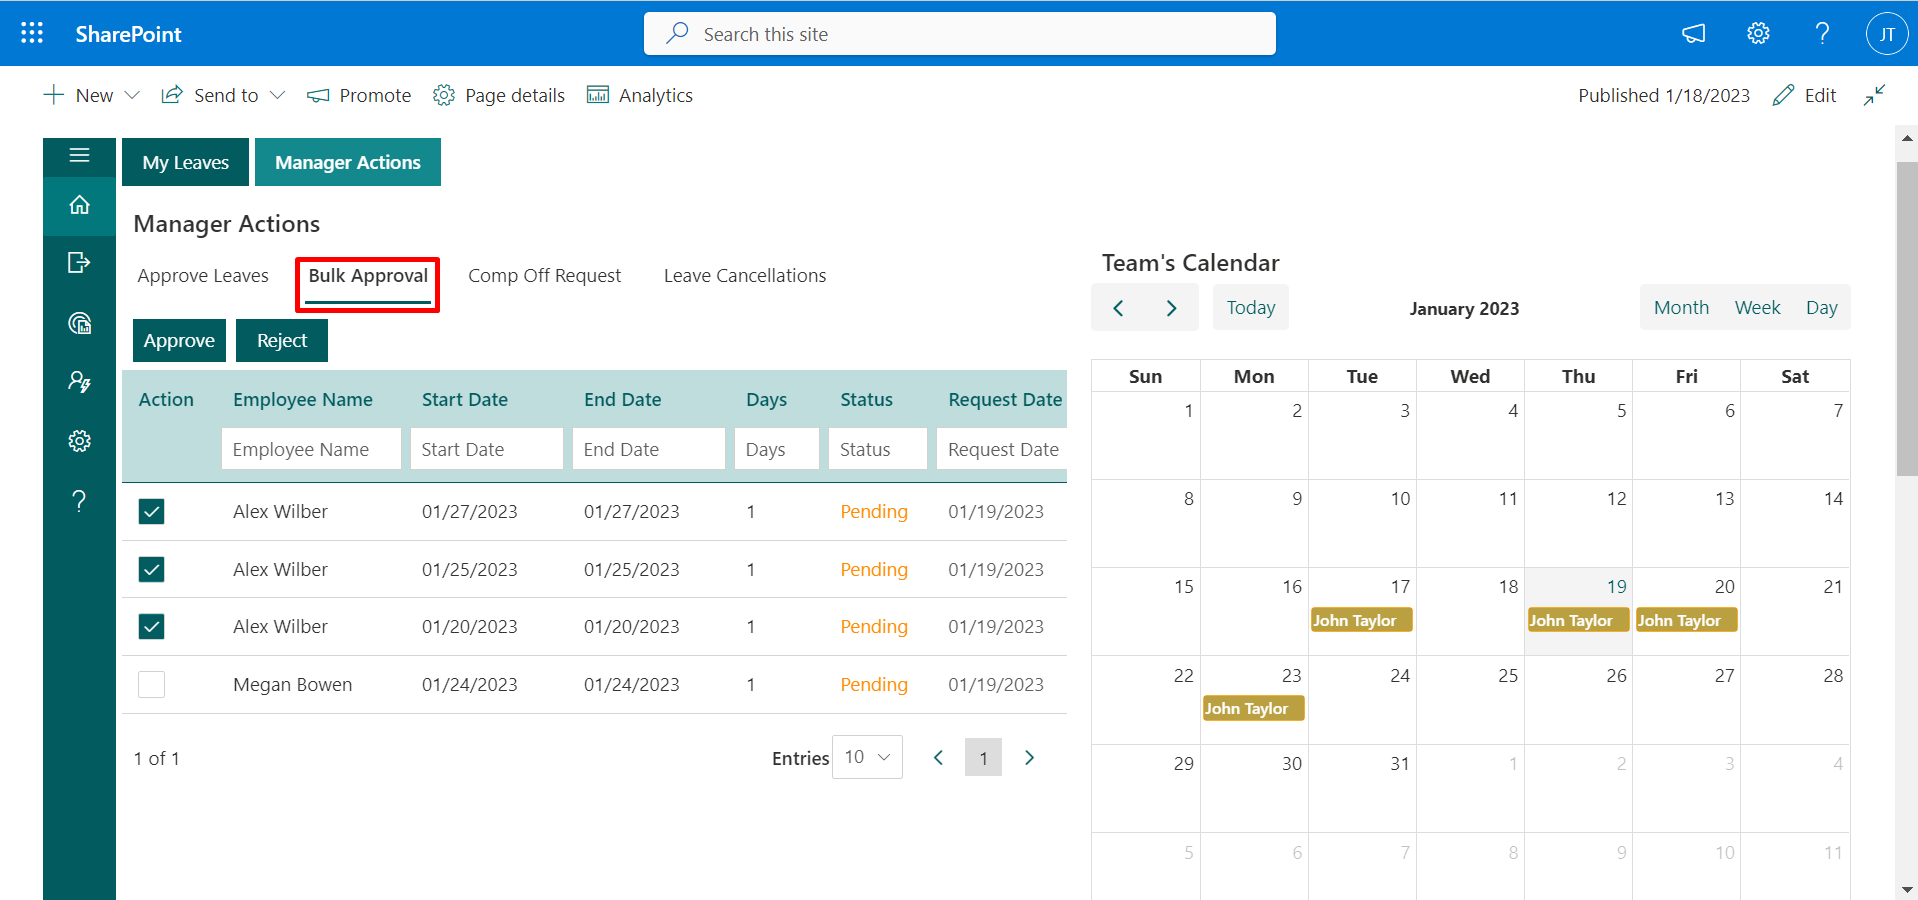 SharePoint
Search this site
JT
New Send to Promote Page details Analytics
Published 1/18/2023 Edit
My Leaves Manager Actions
Manager Actions
Approve Leaves Bulk Approval Comp Off Request Leave Cancellations
Approve Reject
Action Employee Name Start Date End Date Days Status Request Date
Employee Name Start Date End Date Days Status Request Date
Alex Wilber 01/27/2023 01/27/2023 1 Pending 01/19/2023
Alex Wilber 01/25/2023 01/25/2023 1 Pending 01/19/2023
Alex Wilber 01/20/2023 01/20/2023 1 Pending 01/19/2023
Megan Bowen 01/24/2023 01/24/2023 1 Pending 01/19/2023
1 of 1 Entries 10 1
Team's Calendar
Today January 2023 Month Week Day
Sun Mon Tue Wed Thu Fri Sat
1 2 3 4 5 6 7
8 9 10 11 12 13 14
15 16 17 18 19 20 21
John Taylor John Taylor John Taylor
22 23 24 25 26 27 28
John Taylor
29 30 31 1 2 3 4
5 6 7 8 9 10 11